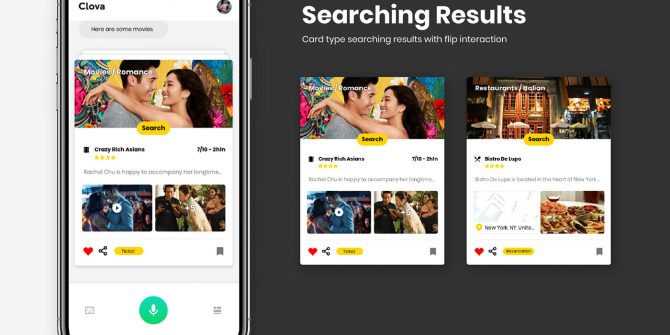 Clova
Here are some movies
Movies / Romance
Search
Crazy Rich Asians
7/10 - 2h1n
Rachel Chu is happy to accompany her longtime...
+5
Ticket
Searching Results
Card type searching results with flip interaction
Movies / Romance
Search
Crazy Rich Asians
7/10 - 2h1n
Rachel Chu is happy to accompany her longtime...
+5
Ticket
Restaurants / Italian
Search
Bistro De Lupo
Bistro De Lupo is located in the heart of New York ...
New York, NY. Unito...
Reservation